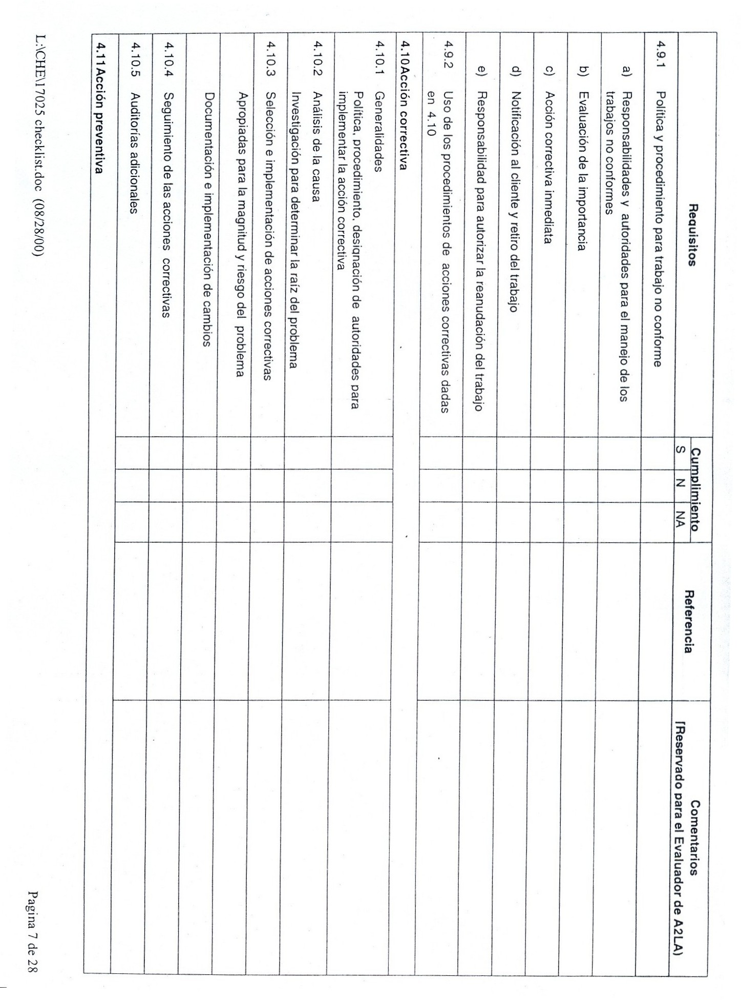 Requisitos
Cumplimiento
S N NA
Referencia
Comentarios
(Reservado para el Evaluador de A2LA)
4.9.1 Política y procedimiento para trabajo no conforme
a) Responsabilidades y autoridades para el manejo de los
trabajos no conformes
b) Evaluación de la importancia
c) Acción correctiva inmediata
d) Notificación al cliente y retiro del trabajo
e) Responsabilidad para autorizar la reanudación del trabajo
4.9.2 Uso de los procedimientos de acciones correctivas dadas
en 4.10
4.10 Acción correctiva
4.10.1 Generalidades
Política, procedimiento, designación de autoridades para
implementar la acción correctiva
4.10.2 Análisis de la causa
Investigación para determinar la raíz del problema
4.10.3 Selección e implementación de acciones correctivas
Apropiadas para la magnitud y riesgo del problema
Documentación e implementación de cambios
4.10.4 Seguimiento de las acciones correctivas
4.10.5 Auditorías adicionales
4.11 Acción preventiva
L:\CHE\17025 checklist.doc (08/28/00)
Pagina 7 de 28